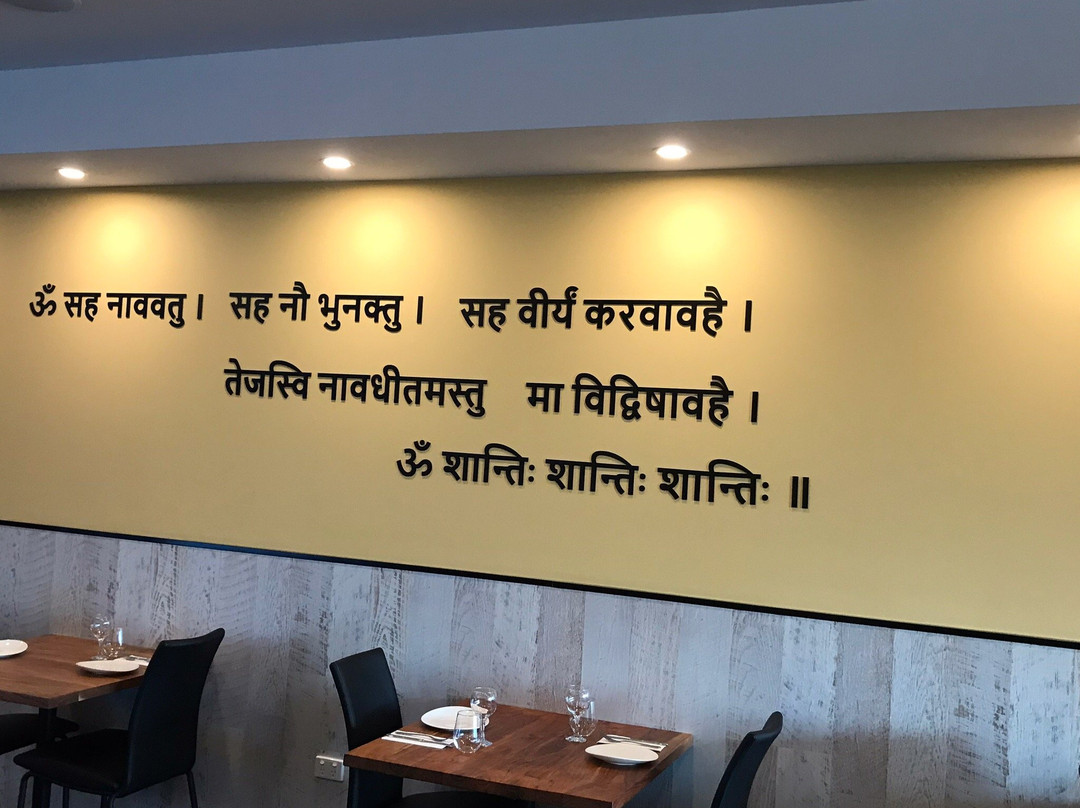 ॐ सह नाववतु । सह नौ भुनक्तु । सह वीर्यं करवावहै ।
तेजस्वि नावधीतमस्तु मा विद्विषावहै ।
ॐ शान्तिः शान्तिः शान्तिः ॥